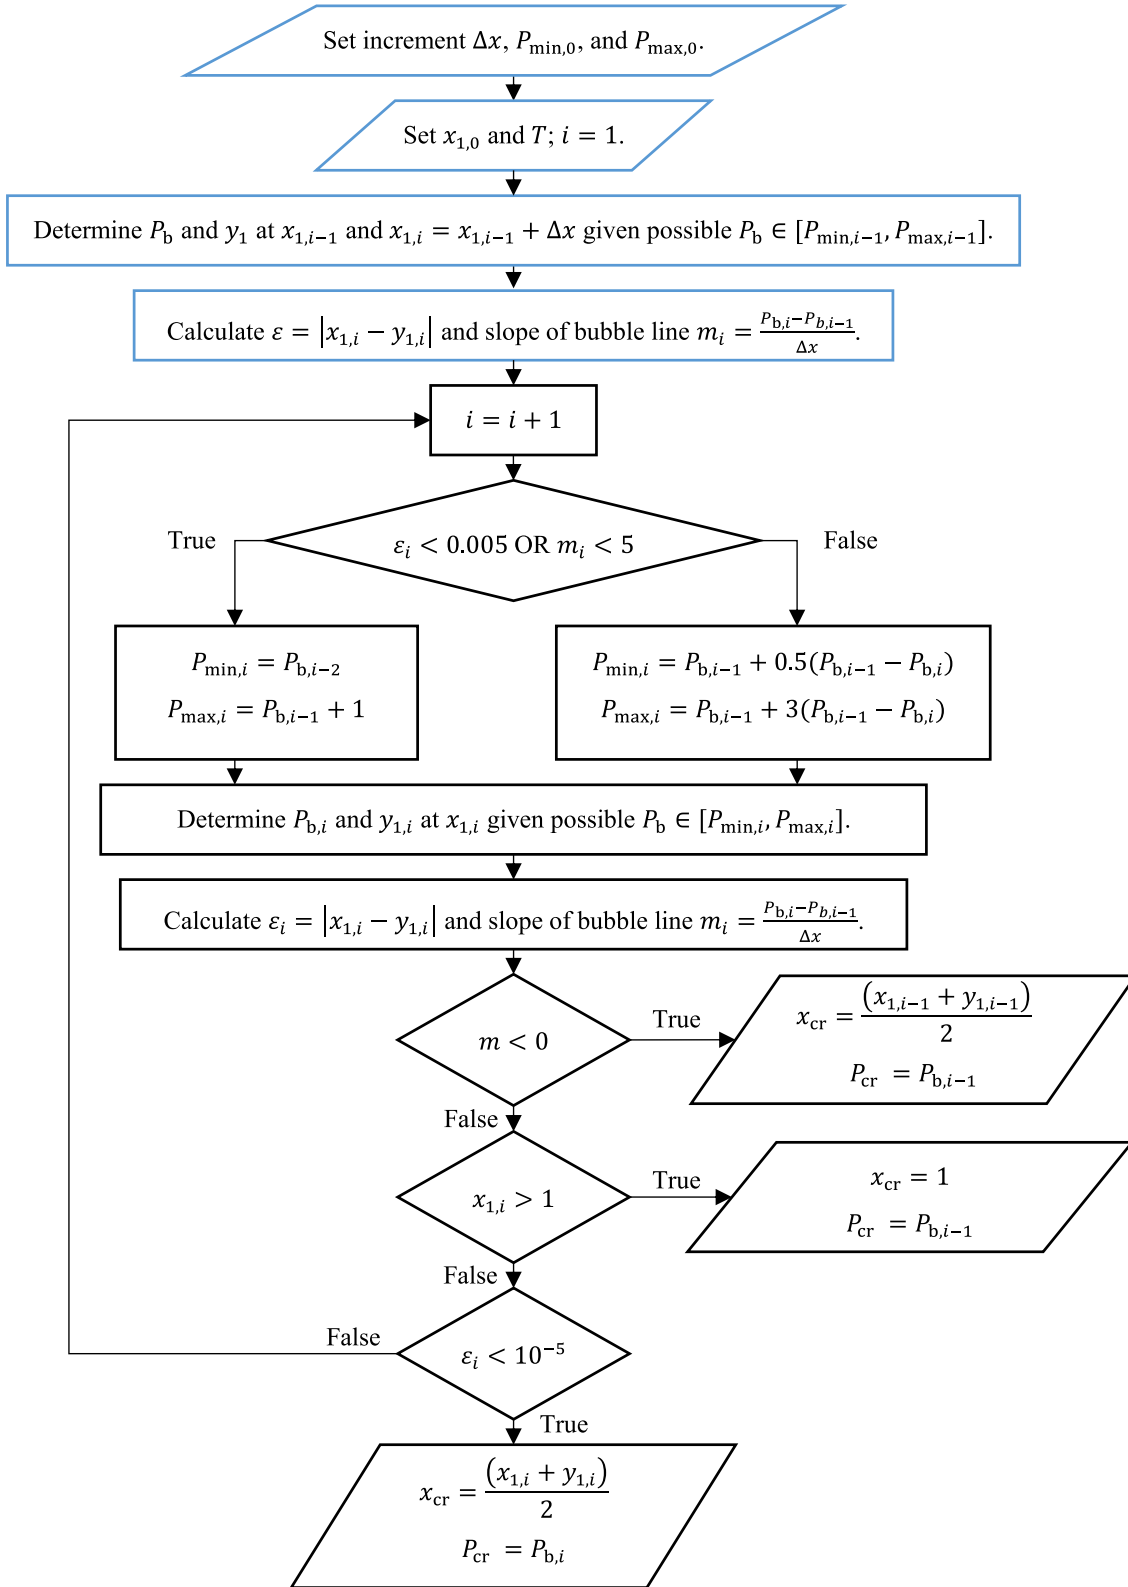 Set increment Δx, P_min,0, and P_max,0.
Set x_1,0 and T; i = 1.
Determine P_b and y_1 at x_1,i−1 and x_1,i = x_1,i−1 + Δx given possible P_b ∈ [P_min,i−1, P_max,i−1].
Calculate ε = |x_1,i − y_1,i| and slope of bubble line m_i = (P_b,i − P_b,i−1)/Δx.
i = i + 1
True
ε_i < 0.005 OR m_i < 5
False
P_min,i = P_b,i−2
P_max,i = P_b,i−1 + 1
P_min,i = P_b,i−1 + 0.5(P_b,i−1 − P_b,i)
P_max,i = P_b,i−1 + 3(P_b,i−1 − P_b,i)
Determine P_b,i and y_1,i at x_1,i given possible P_b ∈ [P_min,i, P_max,i].
Calculate ε_i = |x_1,i − y_1,i| and slope of bubble line m_i = (P_b,i − P_b,i−1)/Δx.
m < 0
True
x_cr = (x_1,i−1 + y_1,i−1)/2
P_cr = P_b,i−1
False
x_1,i > 1
True
x_cr = 1
P_cr = P_b,i−1
False
ε_i < 10^−5
False
True
x_cr = (x_1,i + y_1,i)/2
P_cr = P_b,i